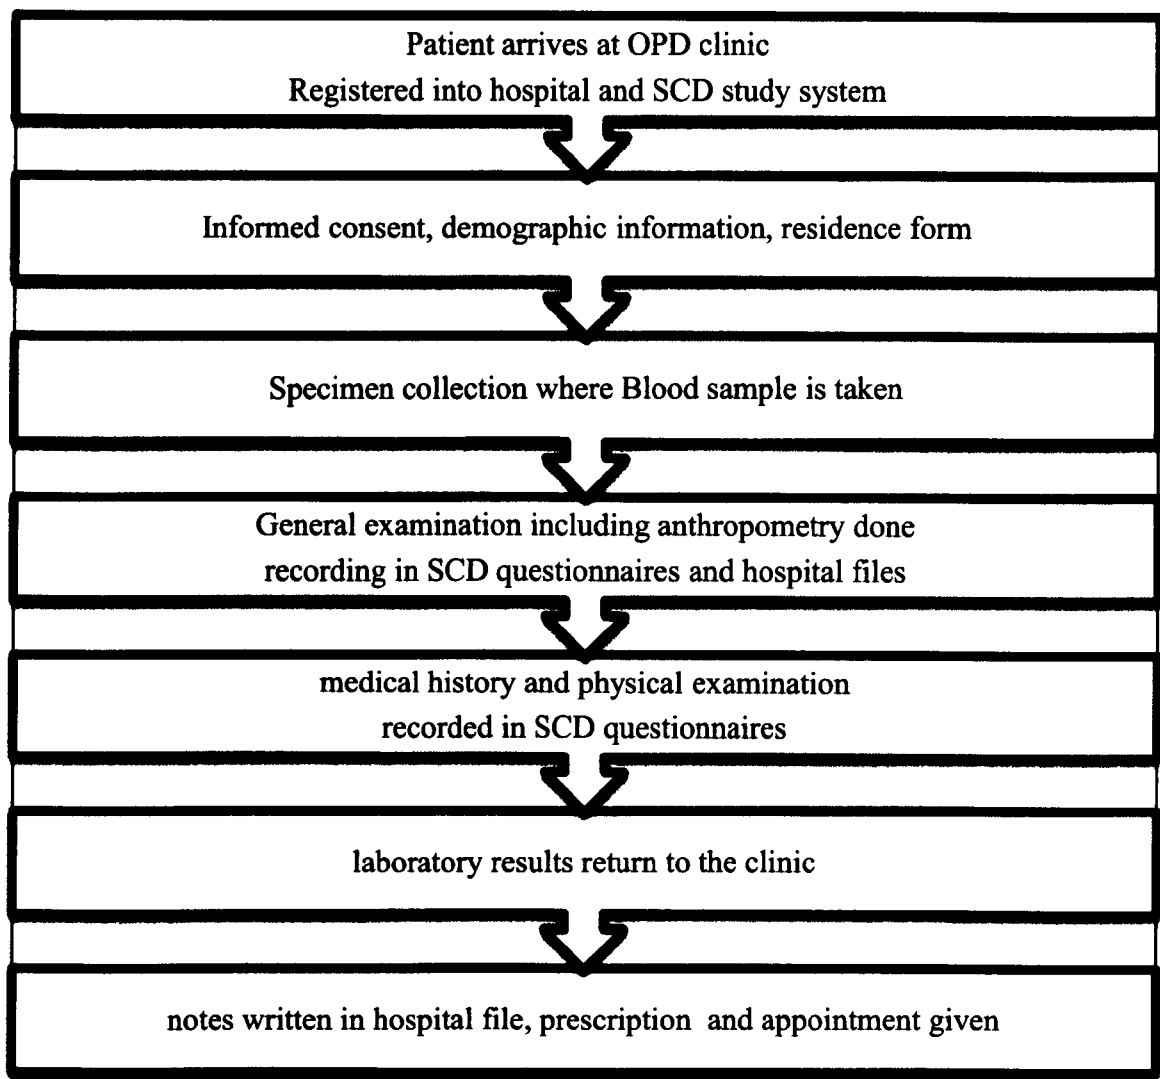 Patient arrives at OPD clinic
Registered into hospital and SCD study system
Informed consent, demographic information, residence form
Specimen collection where Blood sample is taken
General examination including anthropometry done
recording in SCD questionnaires and hospital files
medical history and physical examination
recorded in SCD questionnaires
laboratory results return to the clinic
notes written in hospital file, prescription and appointment given